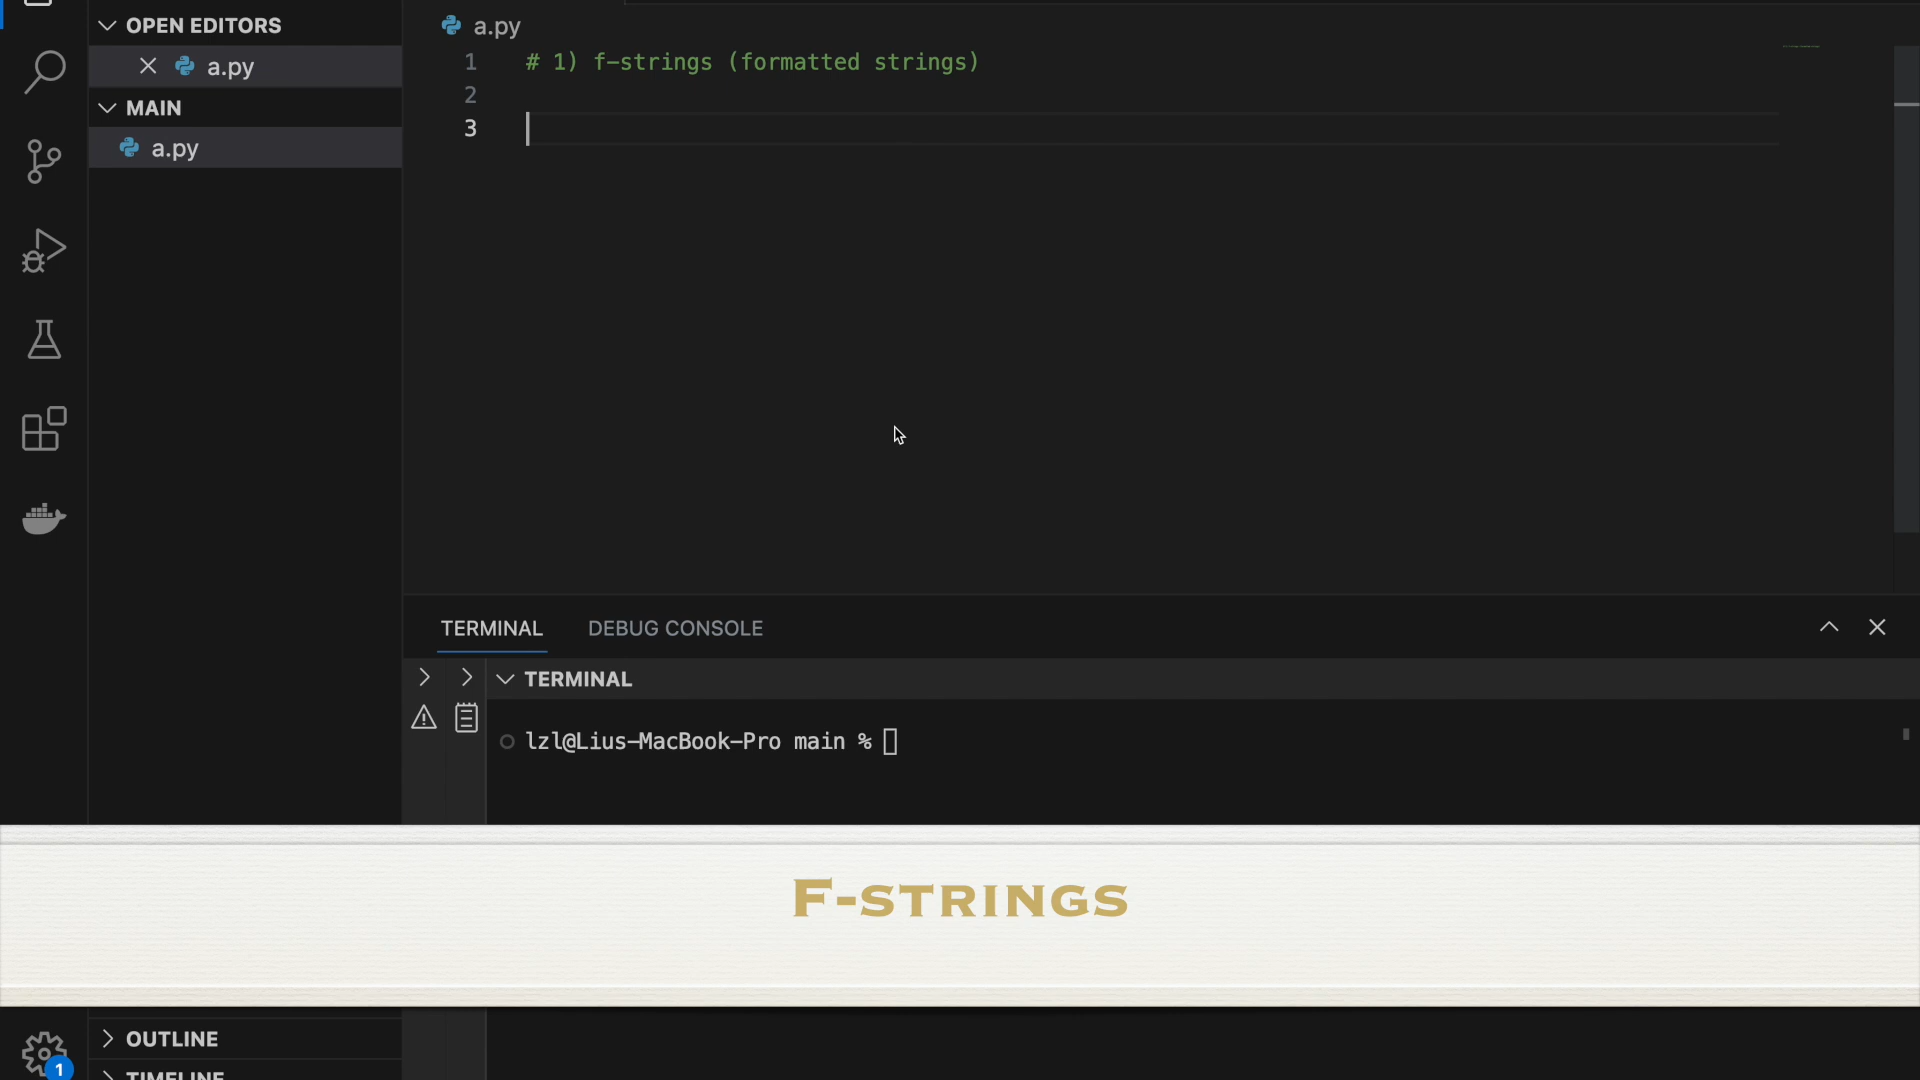 OPEN EDITORS
a.py
MAIN
a.py
OUTLINE
TIMELINE
a.py
1 # 1) f-strings (formatted strings)
2
3
TERMINAL DEBUG CONSOLE
TERMINAL
lzl@Lius-MacBook-Pro main %
F-STRINGS
1